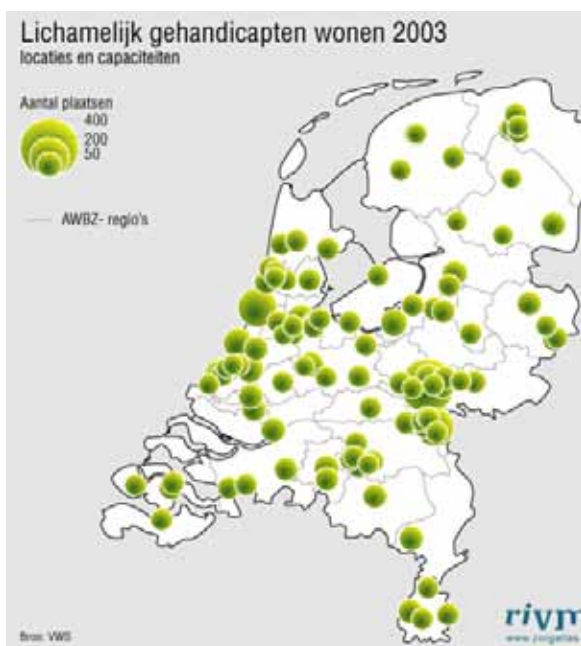 Lichamelijk gehandicapten wonen 2003
locaties en capaciteiten
Aantal plaatsen
400
200
50
AWBZ- regio's
Bron: VWS
rivm
www.zorgatlas